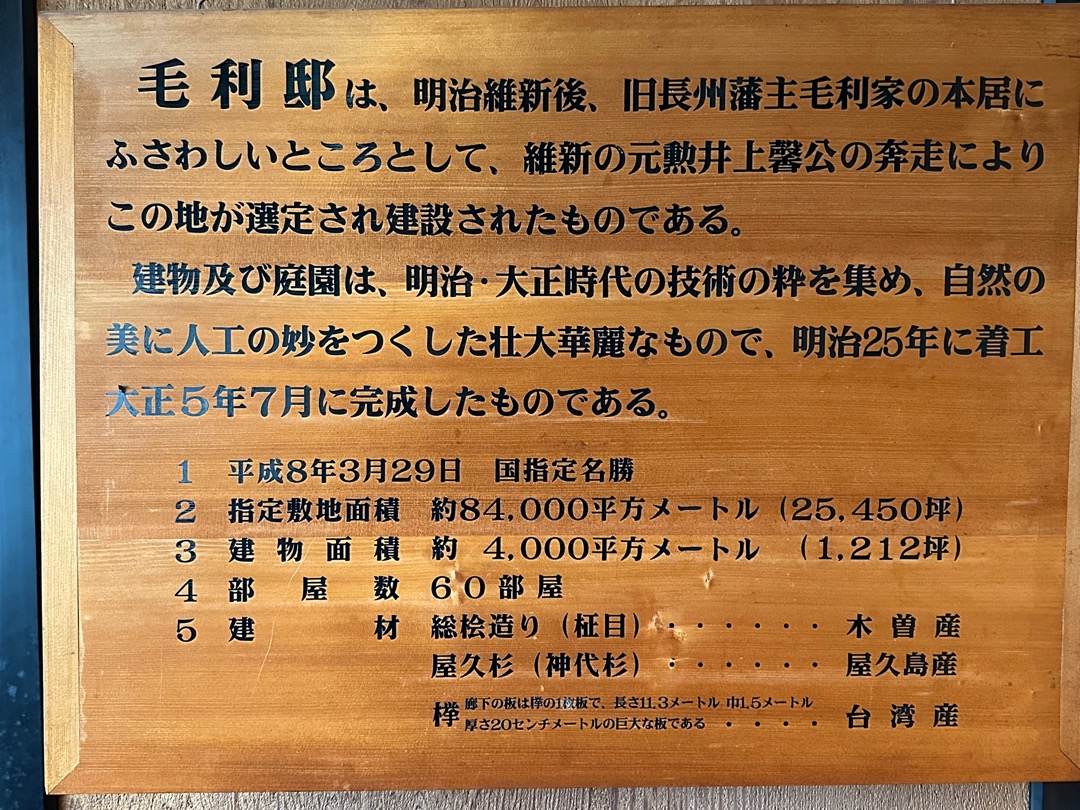 毛利邸は、明治維新後、旧長州藩主毛利家の本居に
ふさわしいところとして、維新の元勲井上馨公の奔走により
この地が選定され建設されたものである。
建物及び庭園は、明治・大正時代の技術の粋を集め、自然の
美に人工の妙をつくした壮大華麗なもので、明治25年に着工
大正5年7月に完成したものである。
1 平成8年3月29日 国指定名勝
2 指定敷地面積 約84,000平方メートル (25,450坪)
3 建物面積 約 4,000平方メートル (1,212坪)
4 部屋数 60部屋
5 建材 総桧造り(柾目)・・・・・・木曽産
屋久杉(神代杉)・・・・・・屋久島産
欅 廊下の板は欅の1枚板で、長さ11.3メートル 巾1.5メートル
厚さ20センチメートルの巨大な板である ・・・・台湾産